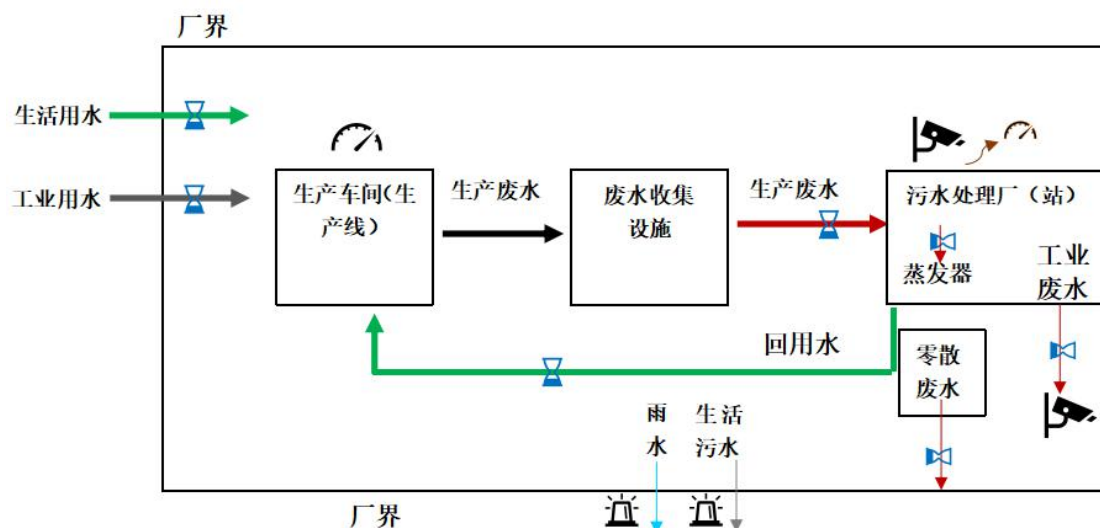 厂界
生活用水
工业用水
生产车间(生
产线）
生产废水
废水收集
设施
生产废水
污水处理厂（站）
蒸发器
工业
废水
回用水
零散
废水
雨
水
生活
污水
厂界